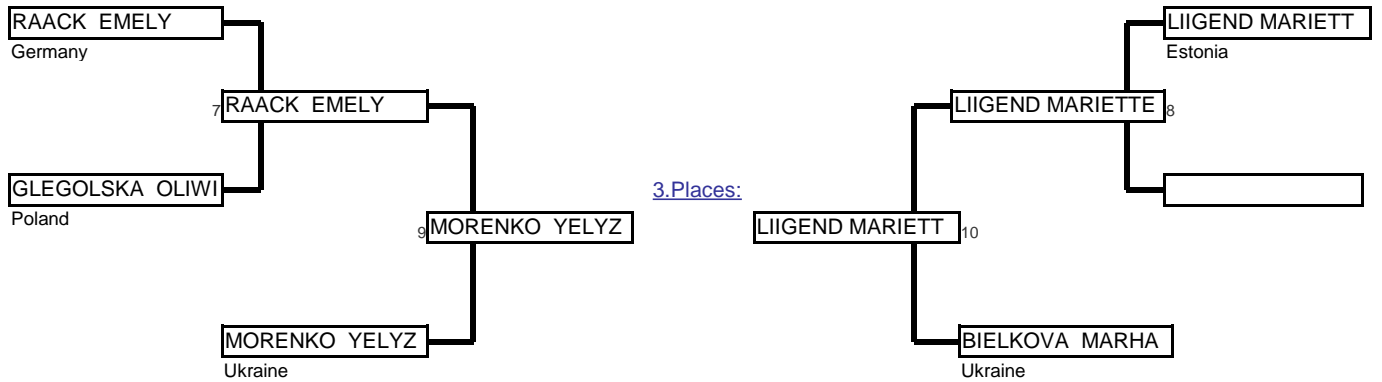 RAACK  EMELY
LIIGEND MARIETT
Germany
Estonia
7
RAACK  EMELY
LIIGEND MARIETTE
8
GLEGOLSKA  OLIWI
3.Places:
Poland
9
MORENKO  YELYZ
LIIGEND MARIETT
10
MORENKO  YELYZ
BIELKOVA  MARHA
Ukraine
Ukraine